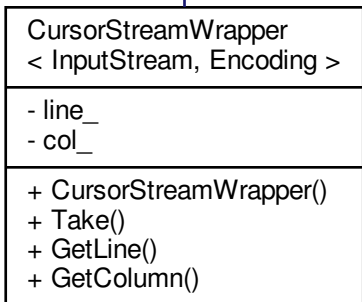 CursorStreamWrapper
< InputStream, Encoding >
- line_
- col_
+ CursorStreamWrapper()
+ Take()
+ GetLine()
+ GetColumn()